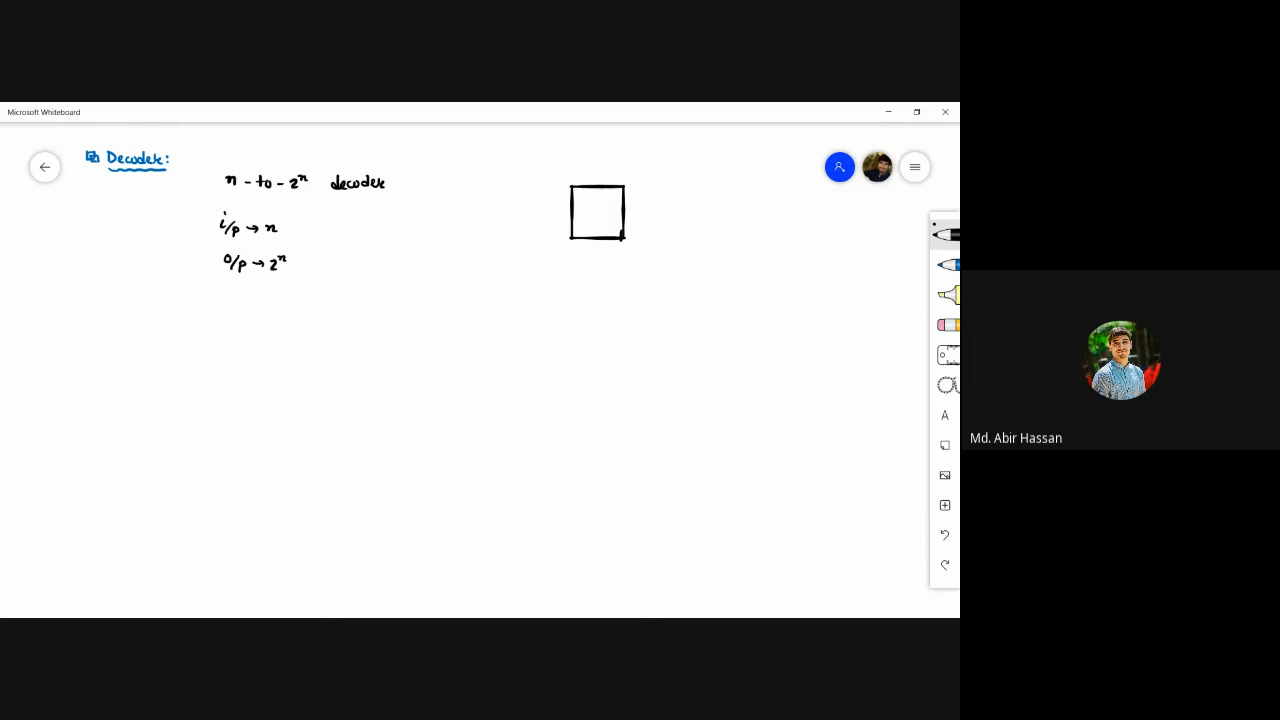 Microsoft Whiteboard
Decoder:
n - to - 2ⁿ decoder
i/p → n
o/p → 2ⁿ
A
Md. Abir Hassan